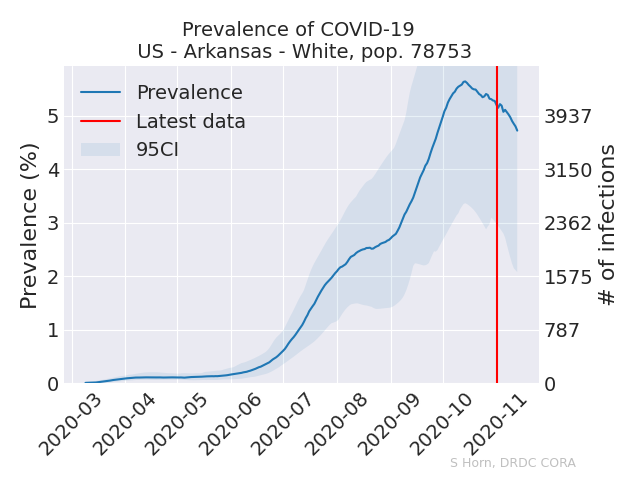 Prevalence of COVID-19
US - Arkansas - White, pop. 78753
Prevalence
Latest data
95CI
Prevalence (%)
5
4
3
2
1
0
3937
3150
2362
1575
787
0
# of infections
2020-03
2020-04
2020-05
2020-06
2020-07
2020-08
2020-09
2020-10
2020-11
S Horn, DRDC CORA